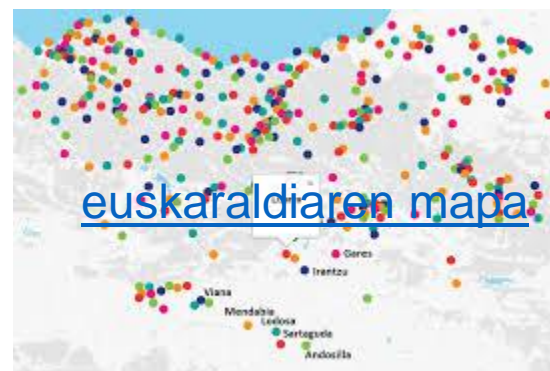 euskaraldiaren mapa
Gares
Irantzu
Viana
Mendabia
Lodosa
Sartaguda
Andosilla